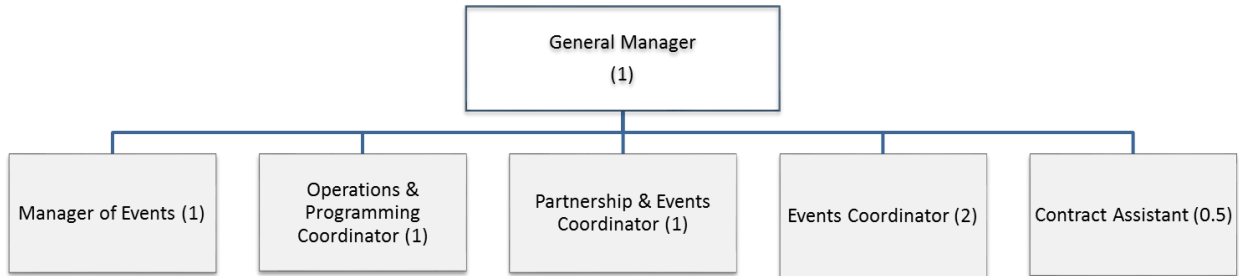 General Manager
(1)
Manager of Events (1)
Operations &
Programming
Coordinator (1)
Partnership & Events
Coordinator (1)
Events Coordinator (2)
Contract Assistant (0.5)